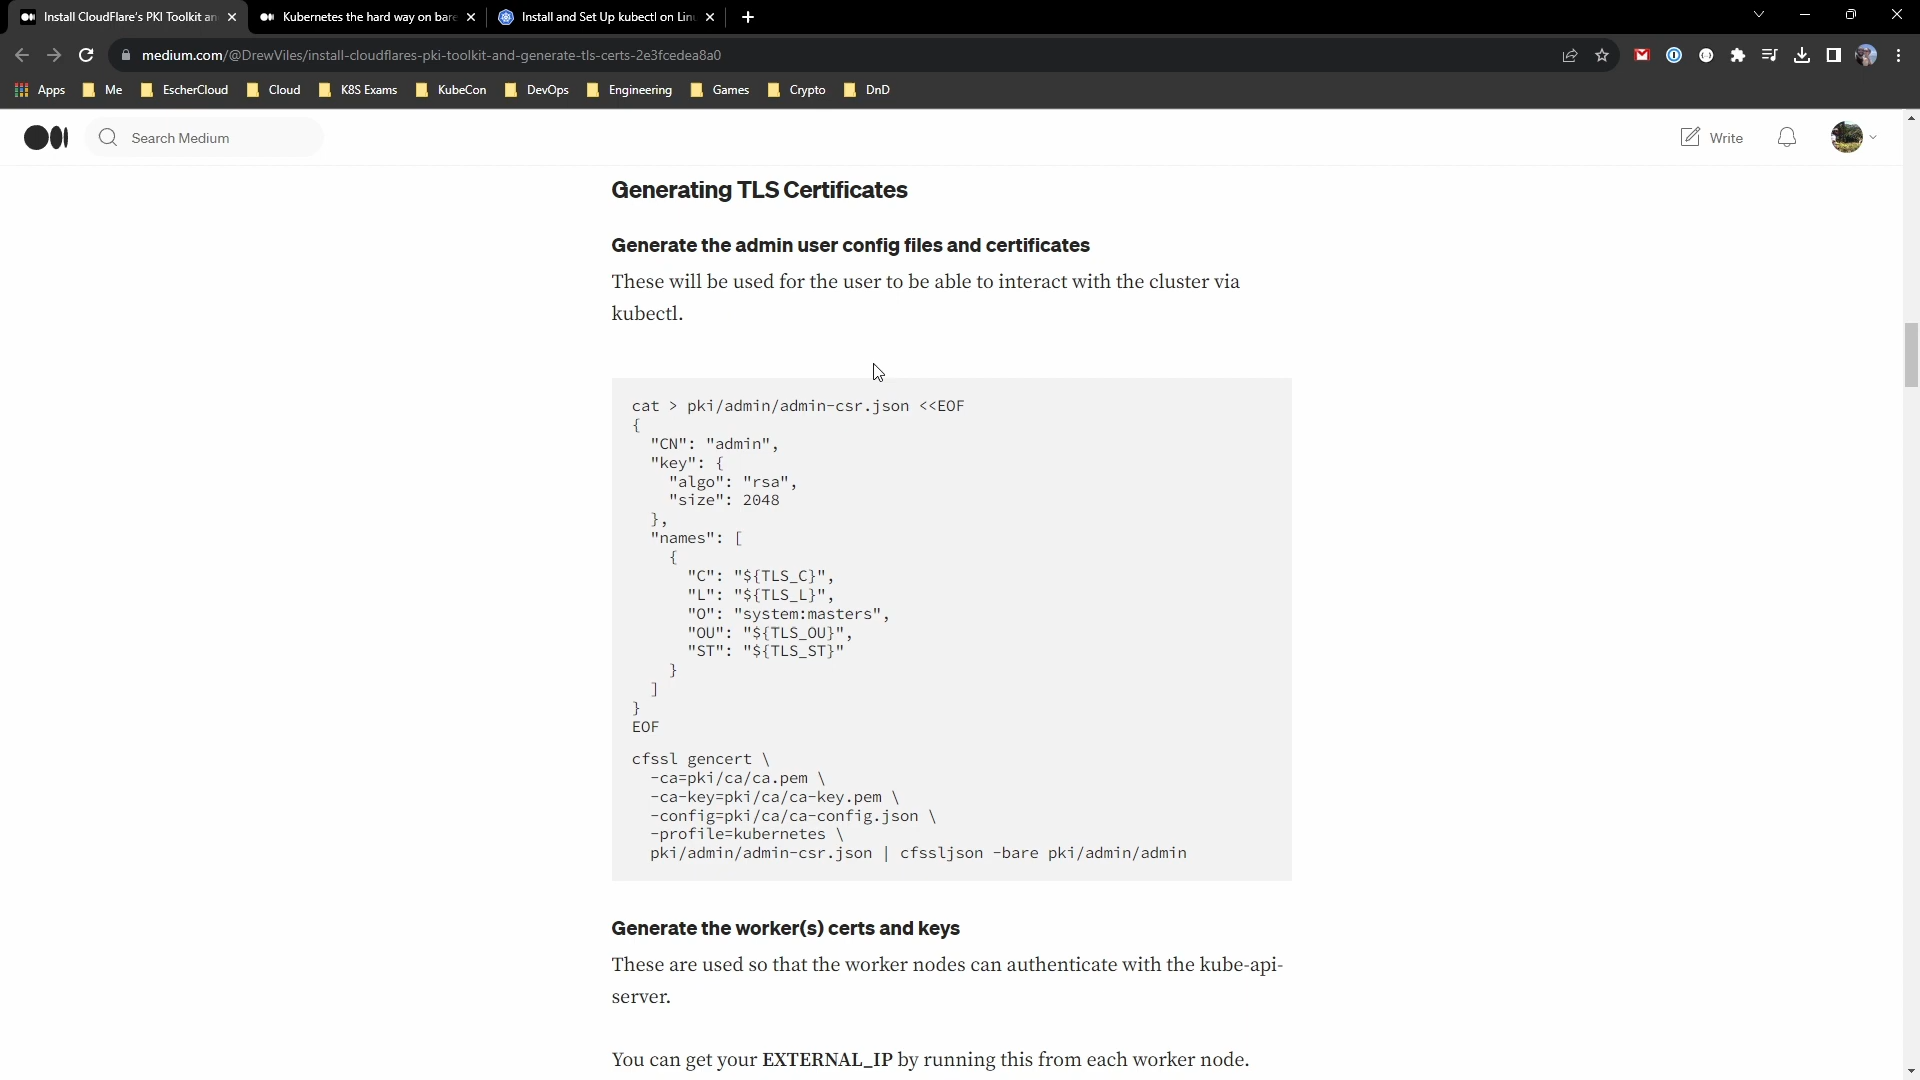 Install CloudFlare's PKI Toolkit an
Kubernetes the hard way on bare
Install and Set Up kubectl on Linu
medium.com/@DrewViles/install-cloudflares-pki-toolkit-and-generate-tls-certs-2e3fcedea8a0
Apps Me EscherCloud Cloud K8S Exams KubeCon DevOps Engineering Games Crypto DnD
Search Medium
Write
Generating TLS Certificates
Generate the admin user config files and certificates
These will be used for the user to be able to interact with the cluster via
kubectl.
cat > pki/admin/admin-csr.json <<EOF
{
  "CN": "admin",
  "key": {
    "algo": "rsa",
    "size": 2048
  },
  "names": [
    {
      "C": "${TLS_C}",
      "L": "${TLS_L}",
      "O": "system:masters",
      "OU": "${TLS_OU}",
      "ST": "${TLS_ST}"
    }
  ]
}
EOF
cfssl gencert \
  -ca=pki/ca/ca.pem \
  -ca-key=pki/ca/ca-key.pem \
  -config=pki/ca/ca-config.json \
  -profile=kubernetes \
  pki/admin/admin-csr.json | cfssljson -bare pki/admin/admin
Generate the worker(s) certs and keys
These are used so that the worker nodes can authenticate with the kube-api-
server.
You can get your EXTERNAL_IP by running this from each worker node.